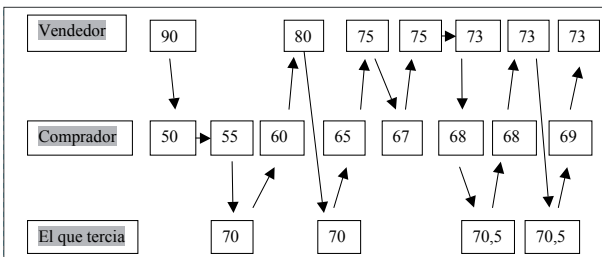 Vendedor 90 80 75 75 73 73 73
Comprador 50 55 60 65 67 68 68 69
El que tercia 70 70 70,5 70,5